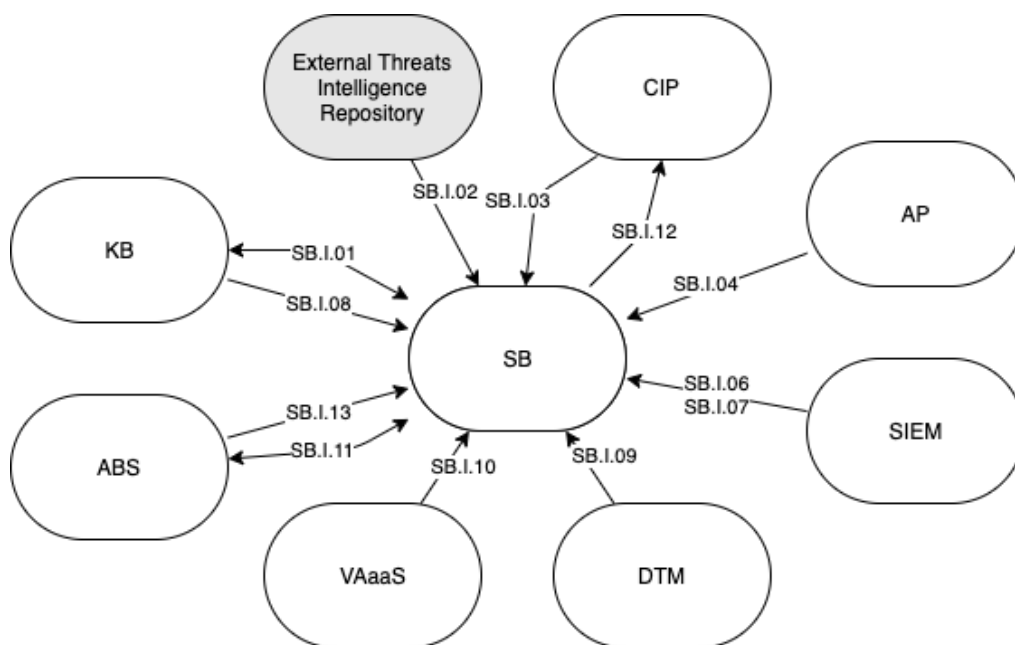 External Threats
Intelligence
Repository
CIP
SB.I.02
SB.I.03
AP
SB.I.12
KB
SB.I.01
SB.I.04
SB.I.08
SB
SB.I.06
SB.I.13
SB.I.07
SIEM
SB.I.11
ABS
SB.I.10
SB.I.09
VAaaS
DTM